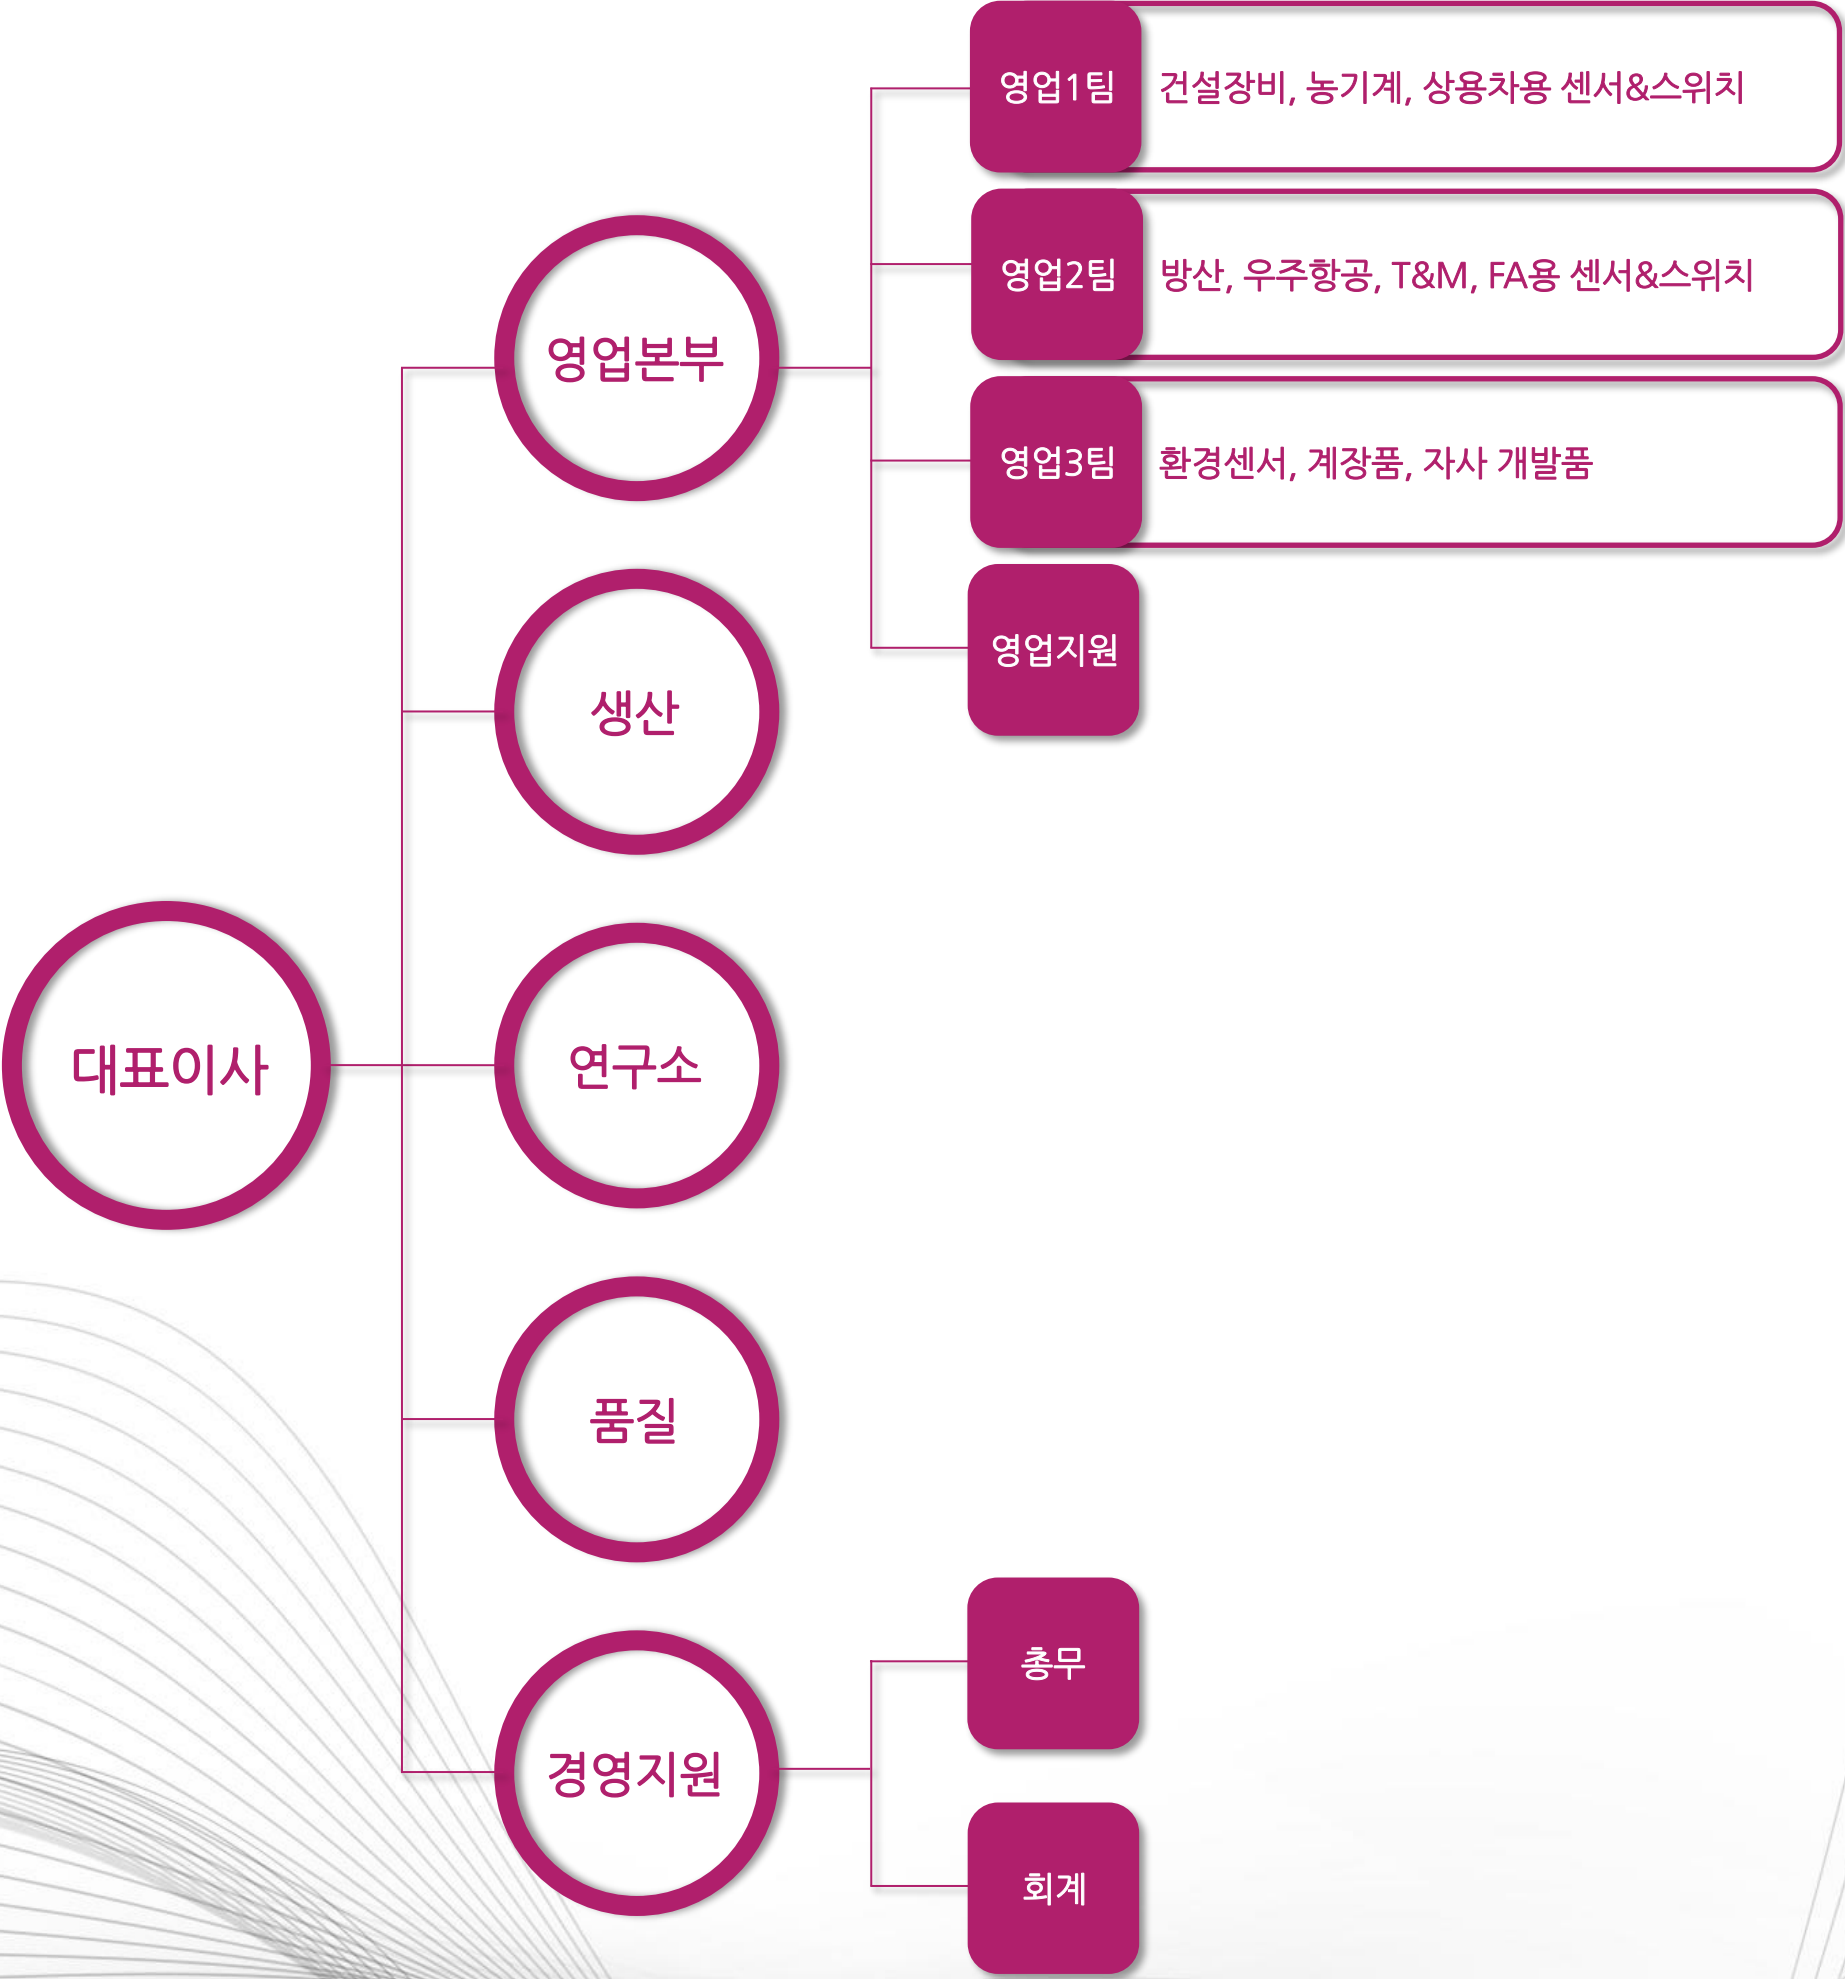 영업1팀
건설장비, 농기계, 상용차용 센서&스위치
영업2팀
방산, 우주항공, T&M, FA용 센서&스위치
영업본부
영업3팀
환경센서, 계장품, 자사 개발품
영업지원
생산
대표이사
연구소
품질
총무
경영지원
회계